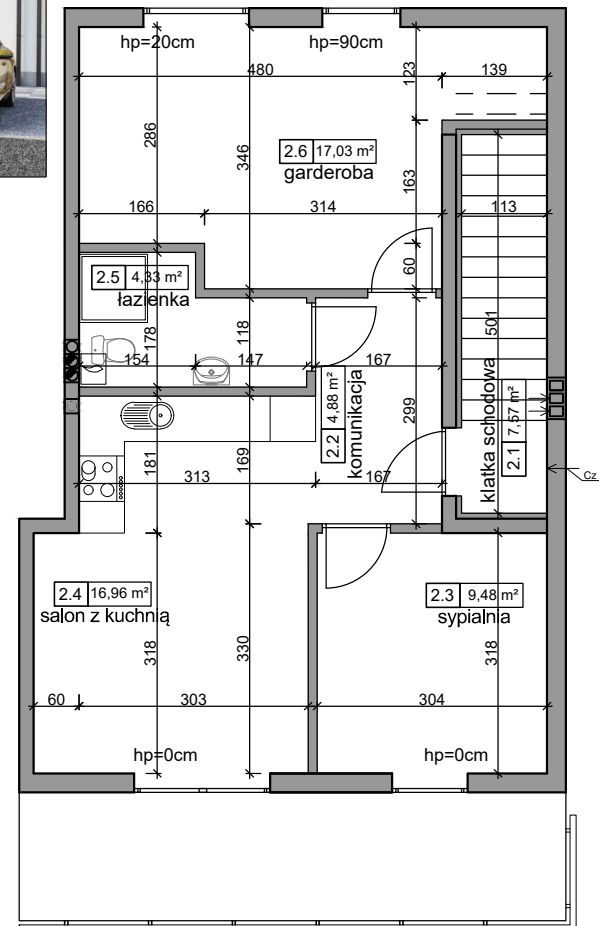 hp=20cm hp=90cm
480 123 139
286 346 2.6 17,03 m² 163
garderoba
166 314 113
60
2.5 4,33 m²
łazienka
178 118 501
154 147 167
2.2 4,88 m²
komunikacja
299
klatka schodowa
2.1 7,57 m²
181 169
313 167
Cz
2.4 16,96 m²
salon z kuchnią
2.3 9,48 m²
sypialnia
318 330 318
60 303 304
hp=0cm hp=0cm